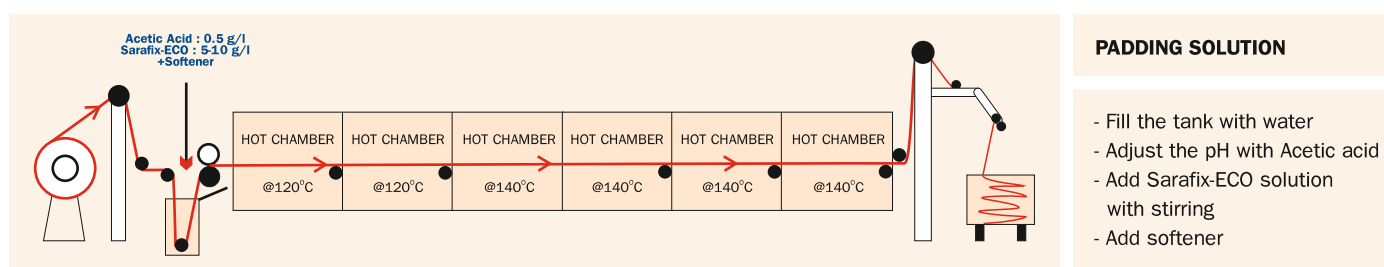 Acetic Acid : 0.5 g/l
Sarafix-ECO : 5-10 g/l
+Softener
HOT CHAMBER
HOT CHAMBER
HOT CHAMBER
HOT CHAMBER
HOT CHAMBER
HOT CHAMBER
@120°C
@120°C
@140°C
@140°C
@140°C
@140°C
PADDING SOLUTION
- Fill the tank with water
- Adjust the pH with Acetic acid
- Add Sarafix-ECO solution
with stirring
- Add softener